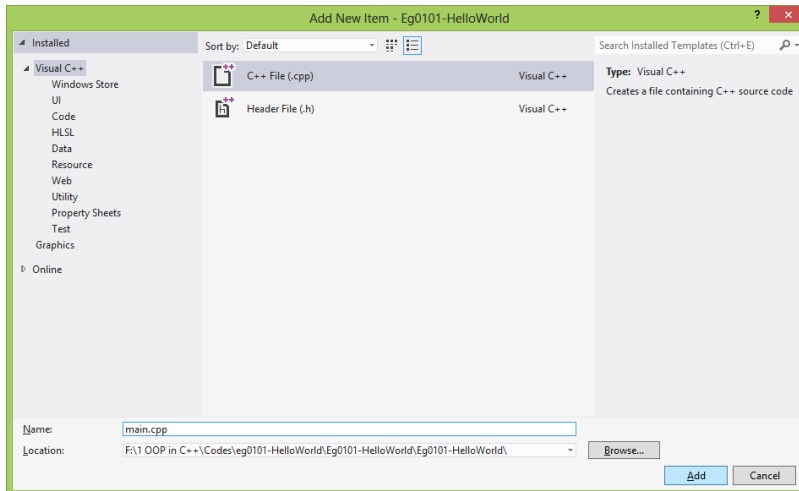 Add New Item - Eg0101-HelloWorld
Installed
Sort by: Default
Search Installed Templates (Ctrl+E)
Visual C++
Windows Store
UI
Code
HLSL
Data
Resource
Web
Utility
Property Sheets
Test
Graphics
Online
C++ File (.cpp) Visual C++
Header File (.h) Visual C++
Type: Visual C++
Creates a file containing C++ source code
Name: main.cpp
Location: F:\1 OOP in C++\Codes\eg0101-HelloWorld\Eg0101-HelloWorld\Eg0101-HelloWorld\
Browse...
Add Cancel